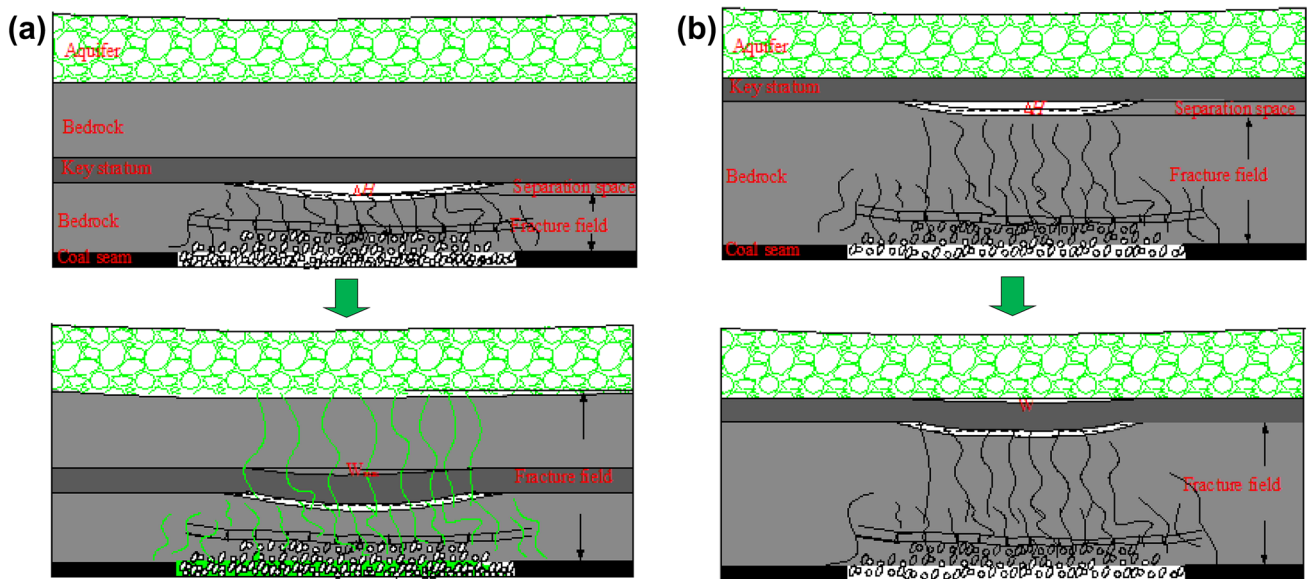 (a)
Aquifer
Bedrock
Key stratum
ΔH
Separation space
Bedrock
Fracture field
Coal seam
Fracture field
(b)
Aquifer
Key stratum
ΔH
Separation space
Bedrock
Fracture field
Coal seam
W
Fracture field